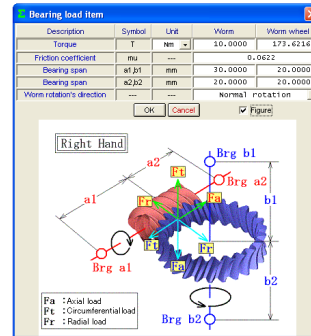 Bearing load item
Description Symbol Unit Worm Worm wheel
Torque T Nm 10.0000 173.6216
Friction coefficient mu --- 0.0622
Bearing span a1,b1 mm 30.0000 20.0000
Bearing span a2,b2 mm 20.0000 20.0000
Worm rotation's direction --- --- Normal rotation
OK Cancel Figure
Right Hand
Brg b1
a2
Ft
Brg a2
a1
Fr
Fa
b1
Ft
Fr
Brg a1
Fa
b2
Fa :Axial load
Ft :Circumferential load
Fr :Radial load
Brg b2